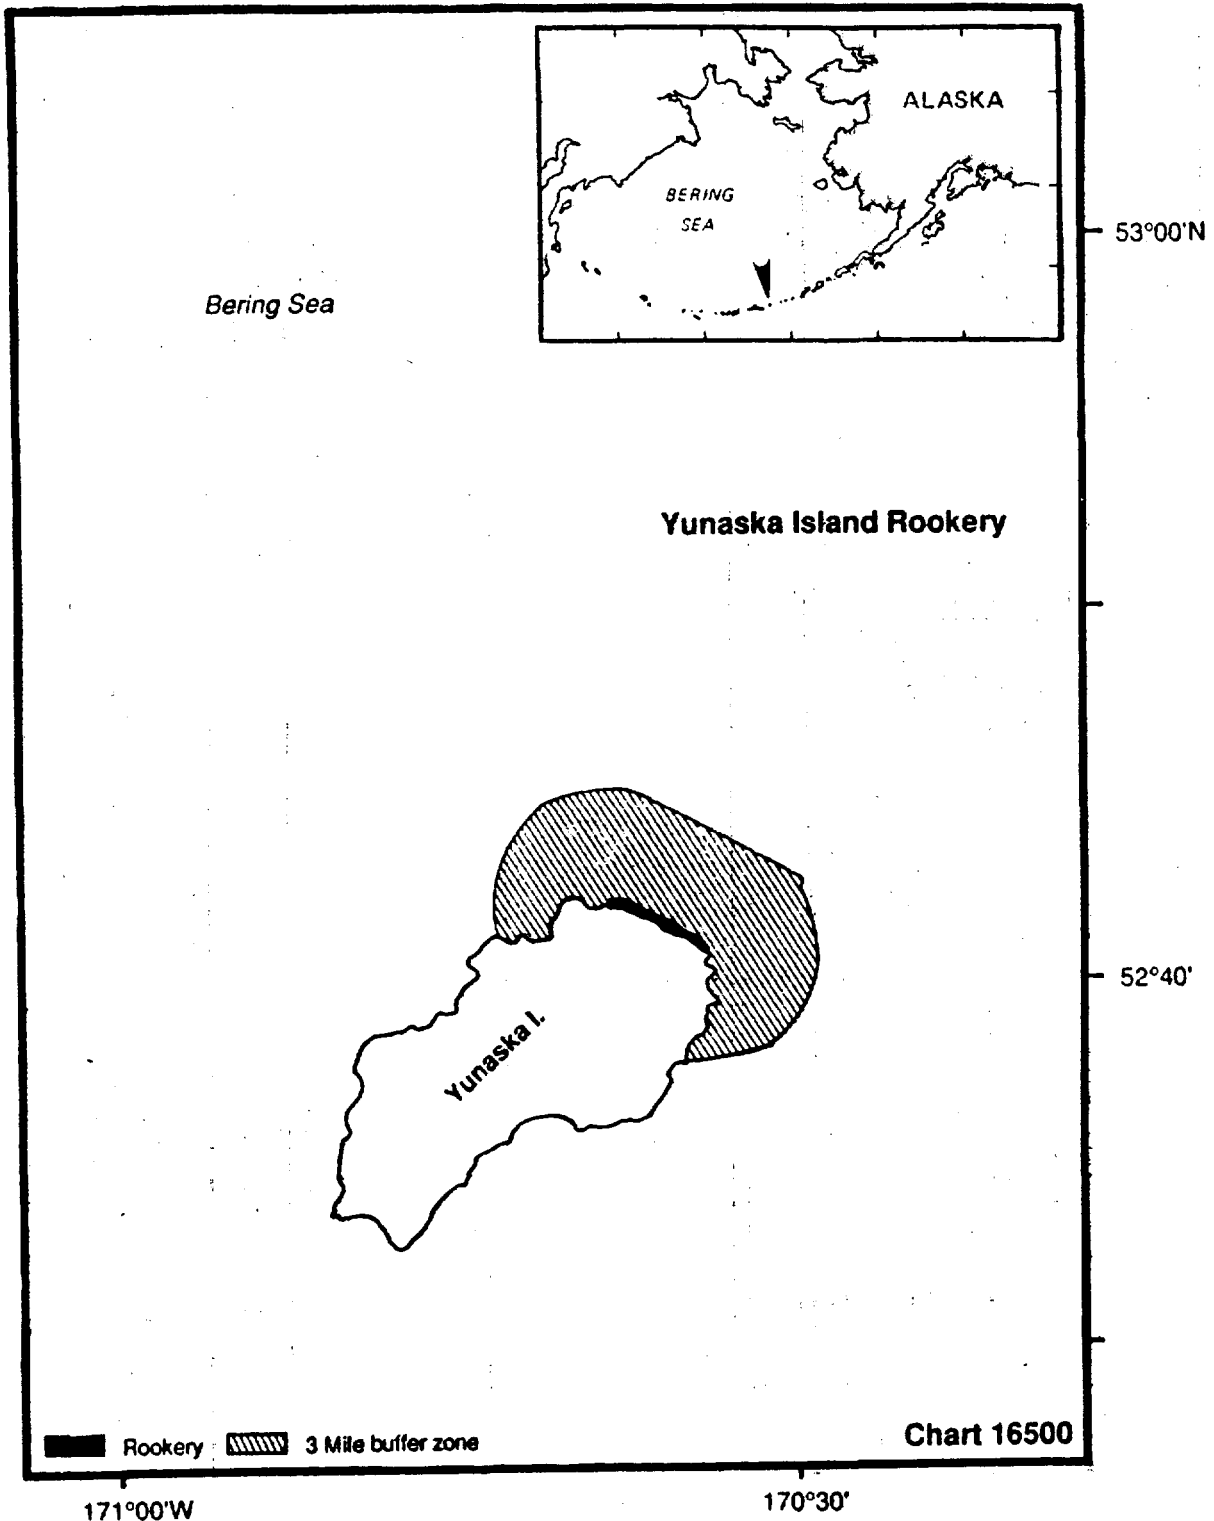 ALASKA
BERING
SEA
53°00'N
Bering Sea
Yunaska Island Rookery
52°40'
Yunaska I.
Rookery
3 Mile buffer zone
Chart 16500
171°00'W
170°30'